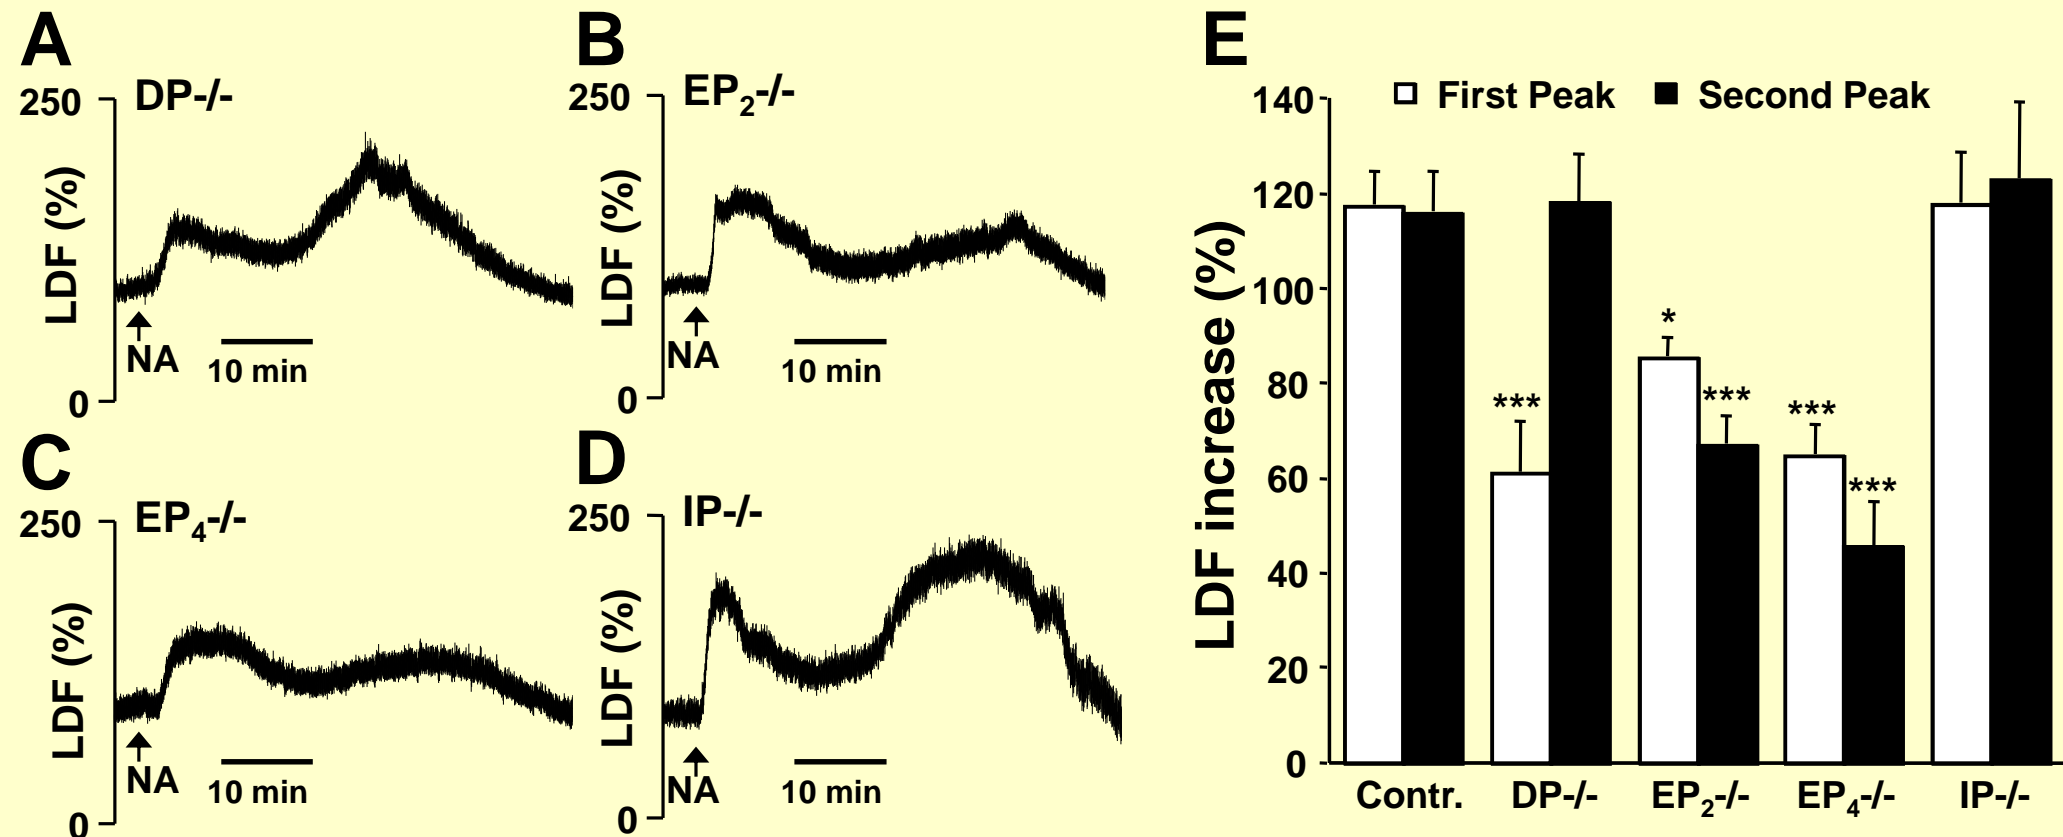 A
DP-/-
250
LDF (%)
NA
10 min
0
B
EP2-/-
250
LDF (%)
NA
10 min
0
C
EP4-/-
250
LDF (%)
NA
10 min
0
D
IP-/-
250
LDF (%)
NA
10 min
0
E
First Peak Second Peak
LDF increase (%)
140
120
100
80
60
40
20
0
*
***
***
***
***
Contr. DP-/- EP2-/- EP4-/- IP-/-